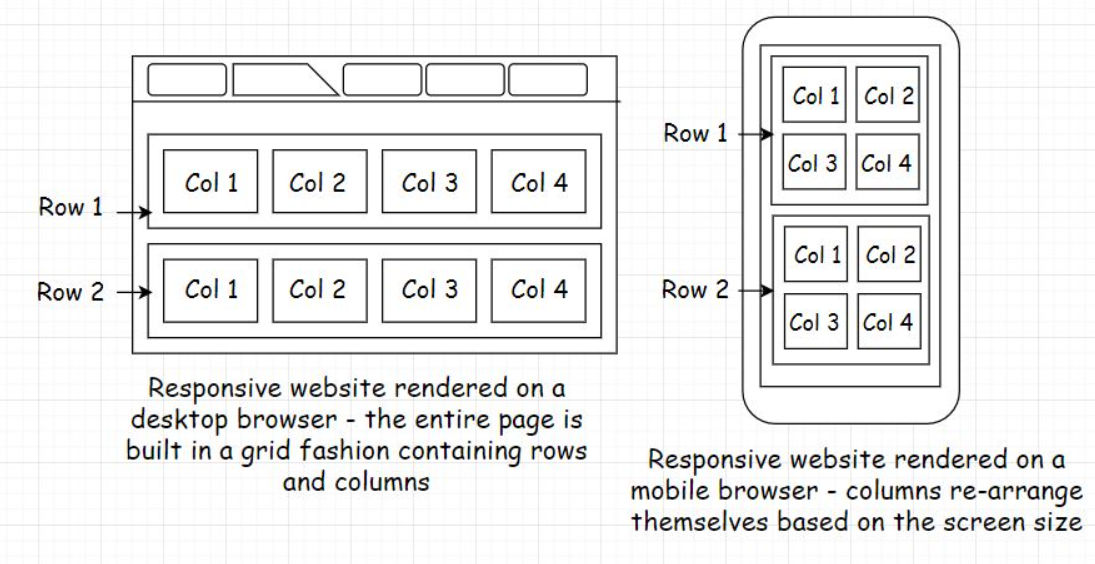 Row 1
Col 1 Col 2 Col 3 Col 4
Row 2
Col 1 Col 2 Col 3 Col 4
Responsive website rendered on a
desktop browser - the entire page is
built in a grid fashion containing rows
and columns
Row 1
Col 1 Col 2
Col 3 Col 4
Row 2
Col 1 Col 2
Col 3 Col 4
Responsive website rendered on a
mobile browser - columns re-arrange
themselves based on the screen size